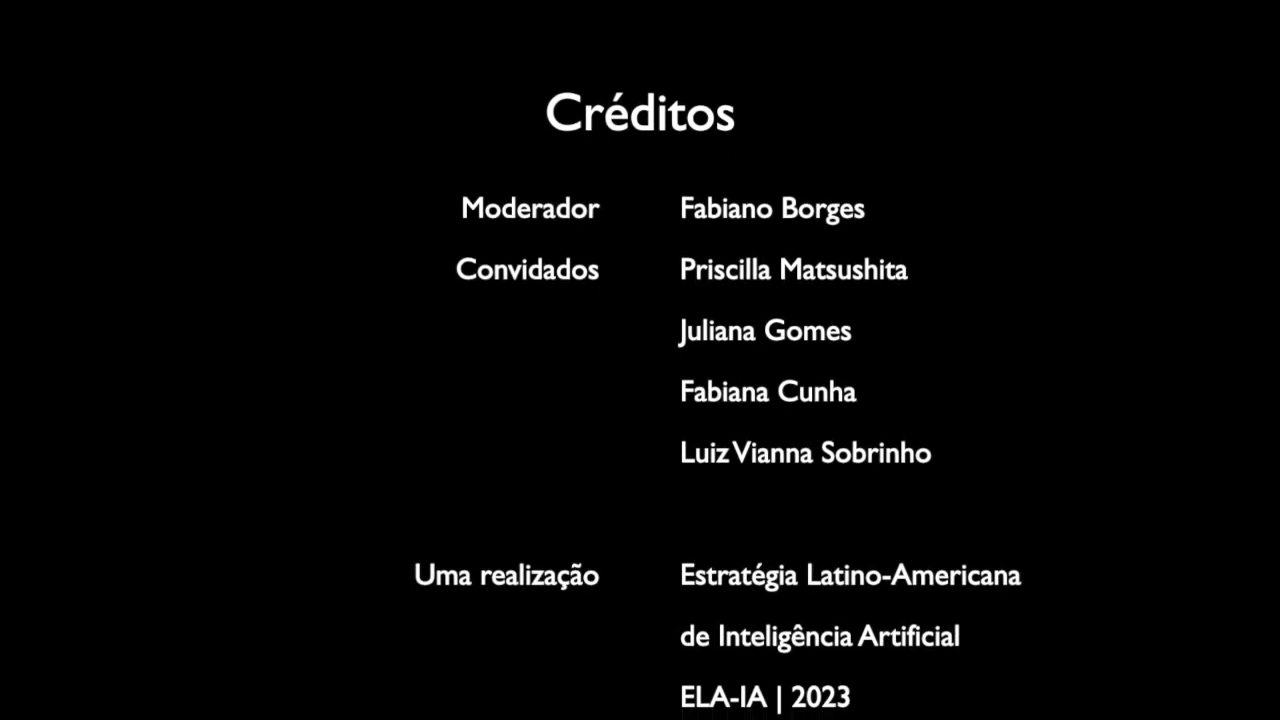 Créditos
Moderador Fabiano Borges
Convidados Priscilla Matsushita
Juliana Gomes
Fabiana Cunha
Luiz Vianna Sobrinho
Uma realização Estratégia Latino-Americana
de Inteligência Artificial
ELA-IA | 2023